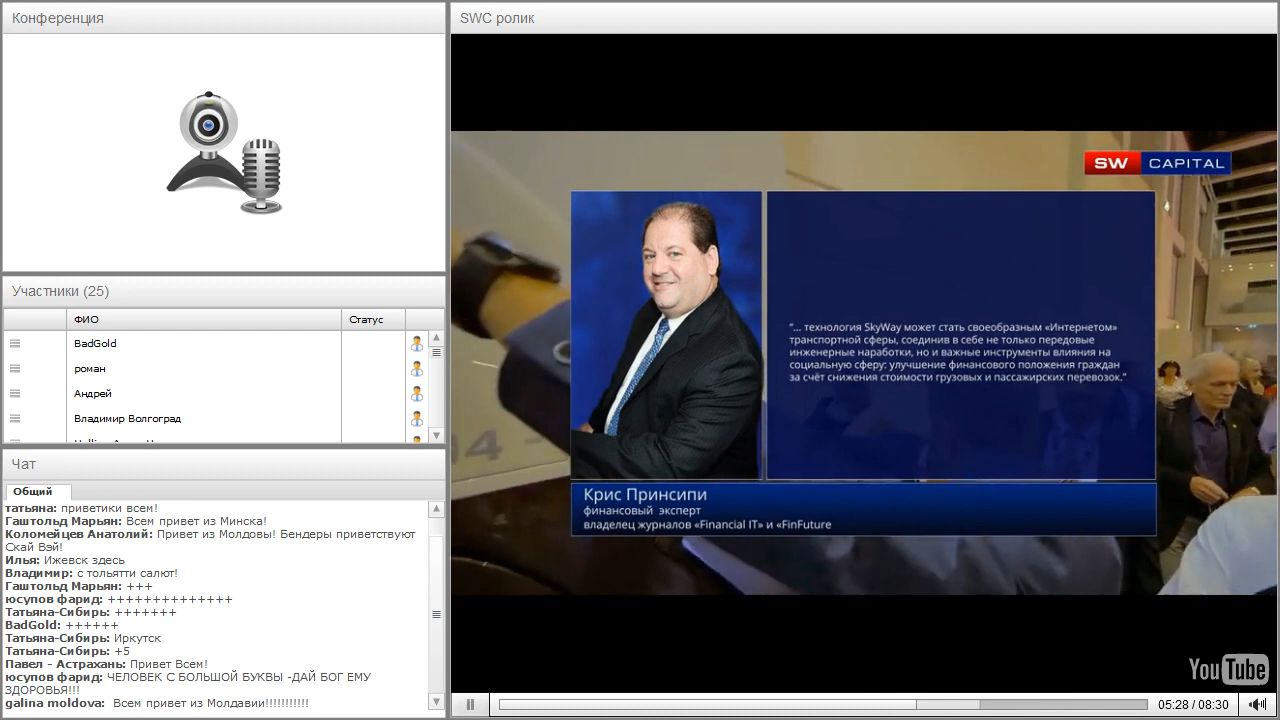 Конференция
Участники (25)
ФИО
Статус
BadGold
роман
Андрей
Владимир Волгоград
Чат
Общий
татьяна: приветики всем!
Гаштольд Марьян: Всем привет из Минска!
Коломейцев Анатолий: Привет из Молдовы! Бендеры приветствуют
Скай Вэй!
Илья: Ижевск здесь
Владимир: с тольятти салют!
Гаштольд Марьян: +++
юсупов фарид: ++++++++++++++
Татьяна-Сибирь: +++++++
BadGold: ++++++
Татьяна-Сибирь: Иркутск
Татьяна-Сибирь: +5
Павел - Астрахань: Привет Всем!
юсупов фарид: ЧЕЛОВЕК С БОЛЬШОЙ БУКВЫ -ДАЙ БОГ ЕМУ
ЗДОРОВЬЯ!!!
galina moldova: Всем привет из Молдавии!!!!!!!!!!!
SWC ролик
SW CAPITAL
"... технология SkyWay может стать своеобразным «Интернетом»
транспортной сферы, соединив в себе не только передовые
инженерные наработки, но и важные инструменты влияния на
социальную сферу: улучшение финансового положения граждан
за счёт снижения стоимости грузовых и пассажирских перевозок."
Крис Принсипи
финансовый эксперт
владелец журналов «Financial IT» и «FinFuture
YouTube
05:28 / 08:30